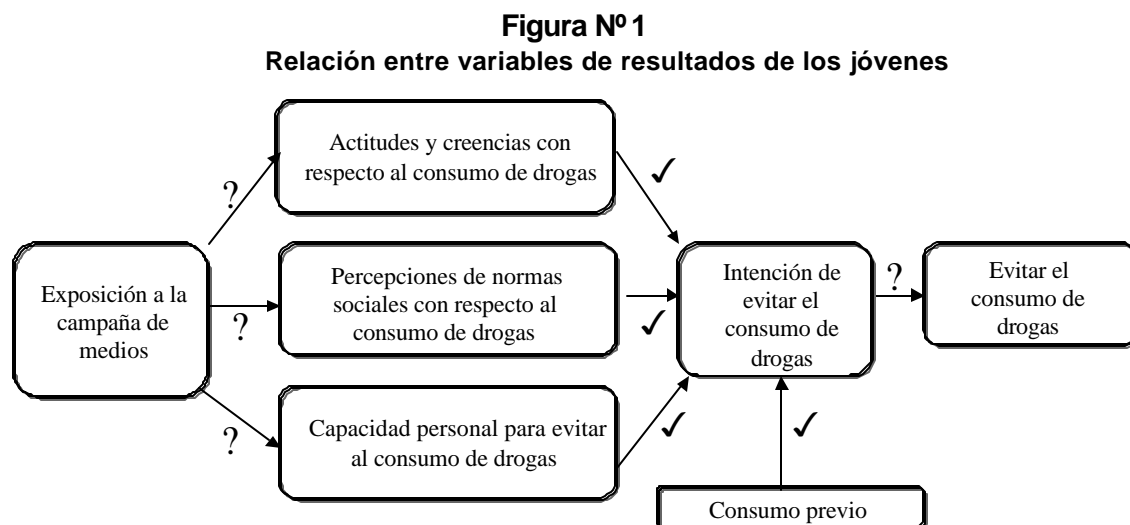 Figura Nº 1
Relación entre variables de resultados de los jóvenes
Actitudes y creencias con
respecto al consumo de drogas
?
✓
Exposición a la
campaña de
medios
?
Percepciones de normas
sociales con respecto al
consumo de drogas
✓
Intención de
evitar el
consumo de
drogas
?
Evitar el
consumo de
drogas
?
Capacidad personal para evitar
al consumo de drogas
✓
✓
Consumo previo